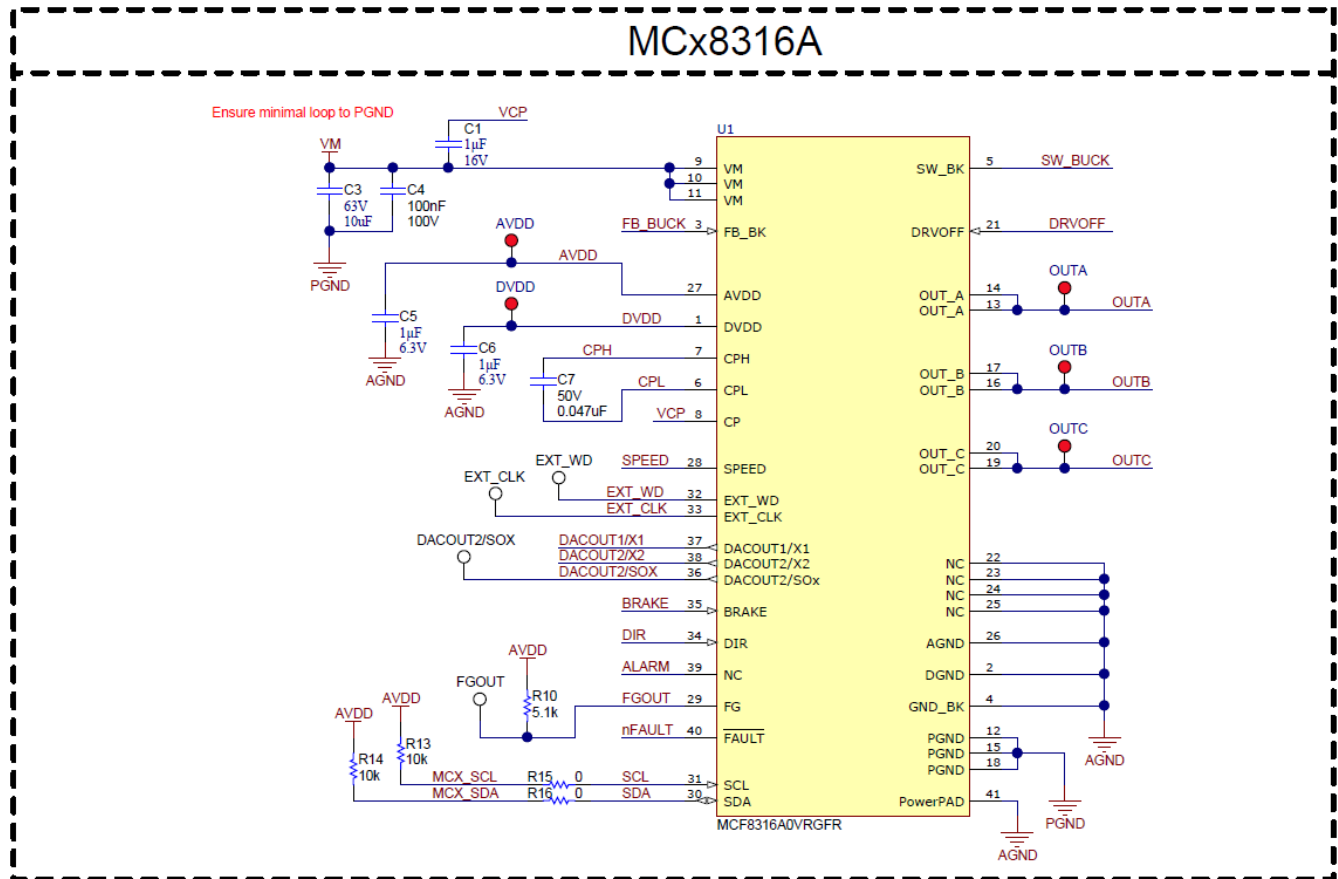 MCx8316A
Ensure minimal loop to PGND
VCP
VM
C1
1µF
16V
C3
63V
10uF
C4
100nF
100V
PGND
U1
9 VM
10 VM
11 VM
FB_BUCK 3 FB_BK
AVDD
AVDD
27 AVDD
C5
1µF
6.3V
AGND
DVDD
DVDD 1 DVDD
C6
1µF
6.3V
AGND
CPH 7 CPH
C7
50V
0.047uF
CPL 6 CPL
VCP 8 CP
SPEED 28 SPEED
EXT_WD
EXT_CLK
EXT_WD 32 EXT_WD
EXT_CLK 33 EXT_CLK
DACOUT2/SOX
DACOUT1/X1 37 DACOUT1/X1
DACOUT2/X2 38 DACOUT2/X2
DACOUT2/SOX 36 DACOUT2/SOx
BRAKE 35 BRAKE
DIR 34 DIR
ALARM 39 NC
AVDD
R10
5.1k
FGOUT
FGOUT 29 FG
nFAULT 40 FAULT
AVDD
R13
10k
AVDD
R14
10k
MCX_SCL R15 0 SCL 31 SCL
MCX_SDA R16 0 SDA 30 SDA
MCF8316A0VRGFR
SW_BK 5 SW_BUCK
DRVOFF 21 DRVOFF
OUTA
OUT_A 14
OUT_A 13 OUTA
OUTB
OUT_B 17
OUT_B 16 OUTB
OUTC
OUT_C 20
OUT_C 19 OUTC
NC 22
NC 23
NC 24
NC 25
AGND 26
DGND 2
GND_BK 4
AGND
PGND 12
PGND 15
PGND 18
PGND
PowerPAD 41
AGND